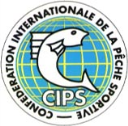 CONFEDERATION INTERNATIONALE DE LA PÊCHE SPORTIVE
CIPS